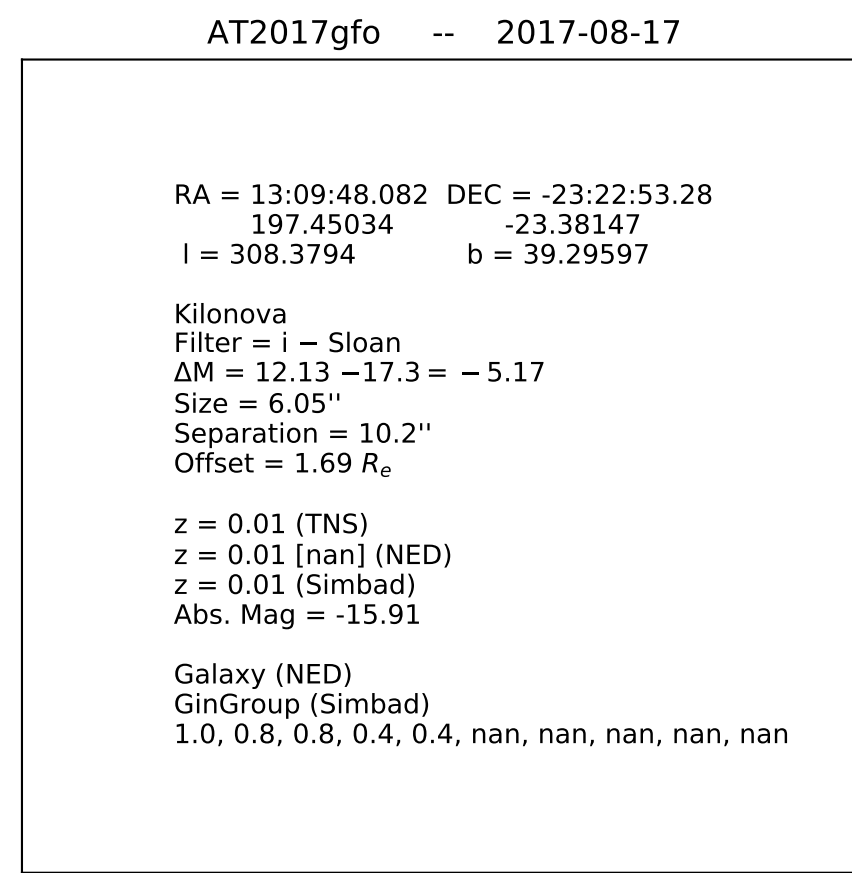 AT2017gfo -- 2017-08-17
RA = 13:09:48.082 DEC = -23:22:53.28
197.45034 -23.38147
l = 308.3794 b = 39.29597
Kilonova
Filter = i − Sloan
ΔM = 12.13 −17.3 = −5.17
Size = 6.05''
Separation = 10.2''
Offset = 1.69 Rₑ
z = 0.01 (TNS)
z = 0.01 [nan] (NED)
z = 0.01 (Simbad)
Abs. Mag = -15.91
Galaxy (NED)
GinGroup (Simbad)
1.0, 0.8, 0.8, 0.4, 0.4, nan, nan, nan, nan, nan